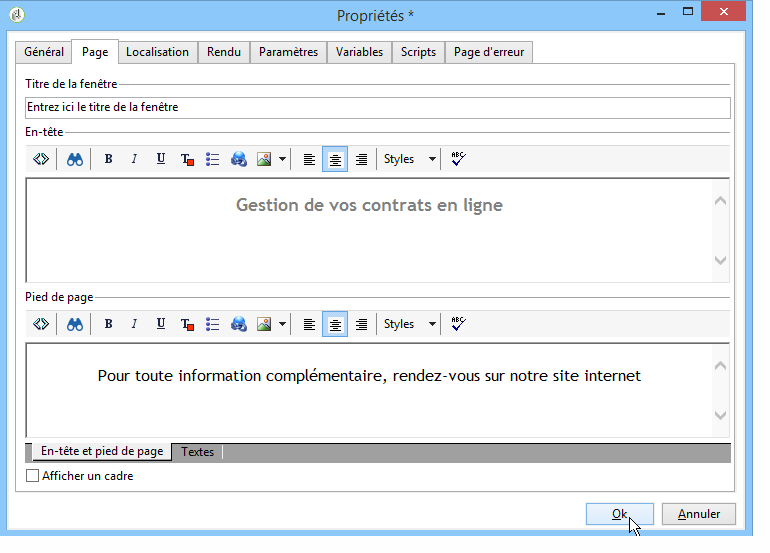 Propriétés *
Général Page Localisation Rendu Paramètres Variables Scripts Page d'erreur
Titre de la fenêtre
Entrez ici le titre de la fenêtre
En-tête
B I U T Styles ABC
Gestion de vos contrats en ligne
Pied de page
B I U T Styles ABC
Pour toute information complémentaire, rendez-vous sur notre site internet
En-tête et pied de page Textes
Afficher un cadre
Ok Annuler